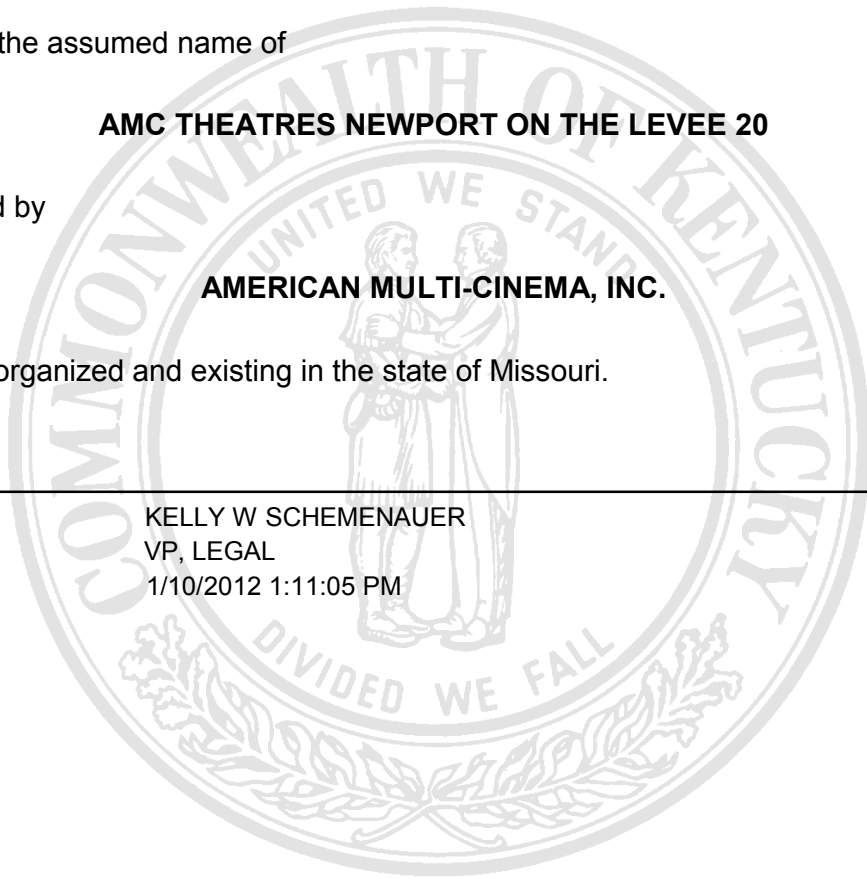 the assumed name of
AMC THEATRES NEWPORT ON THE LEVEE 20
d by
AMERICAN MULTI-CINEMA, INC.
organized and existing in the state of Missouri.
KELLY W SCHEMENAUER
VP, LEGAL
1/10/2012 1:11:05 PM
COMMONWEALTH OF KENTUCKY
UNITED WE STAND
DIVIDED WE FALL